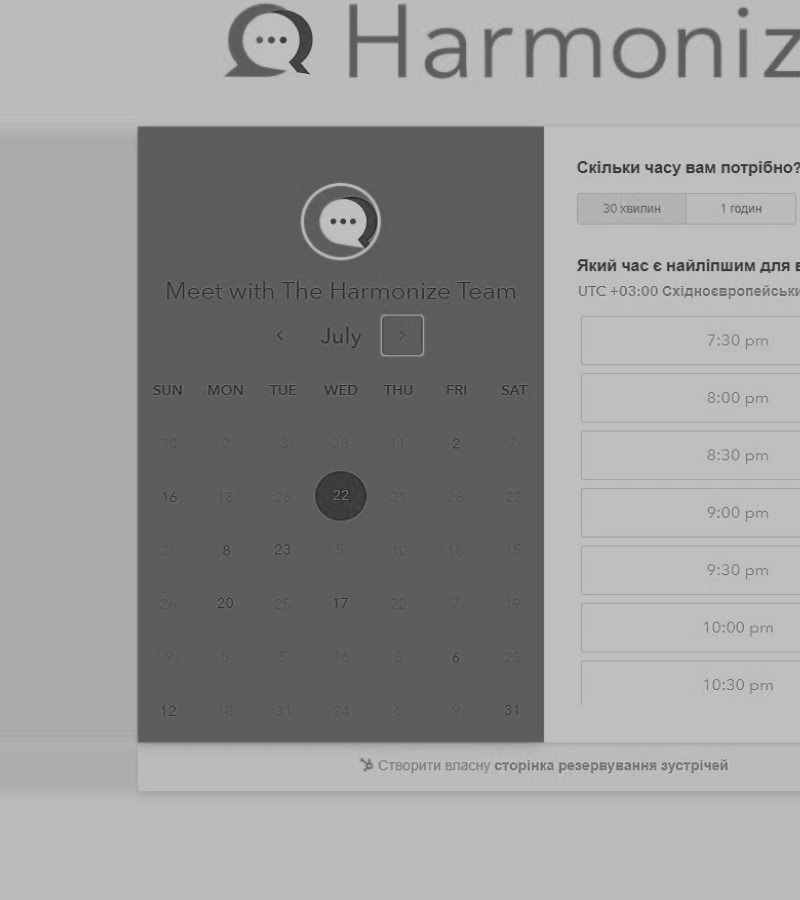 Harmoniz
Meet with The Harmonize Team
July
SUN MON TUE WED THU FRI SAT
30 2 3 28 11 2 7
16 18 26 22 21 28 22
21 8 23 5 10 18 15
26 20 25 17 22 7 19
9 5 5 16 8 6 25
12 18 31 24 6 9 31
Скільки часу вам потрібно?
30 хвилин 1 годин
Який час є найліпшим для в
UTC +03:00 Східноєвропейськи
7:30 pm
8:00 pm
8:30 pm
9:00 pm
9:30 pm
10:00 pm
10:30 pm
Створити власну сторінка резервування зустрічей